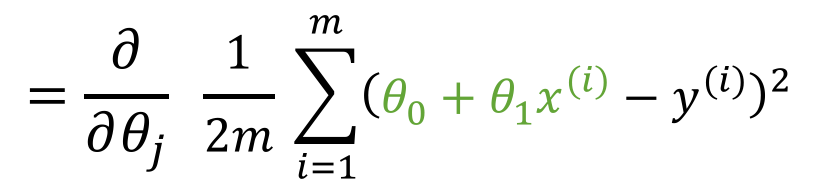 = ∂/∂θ_j 1/2m ∑_{i=1}^{m} (θ_0 + θ_1x^{(i)} − y^{(i)})^2